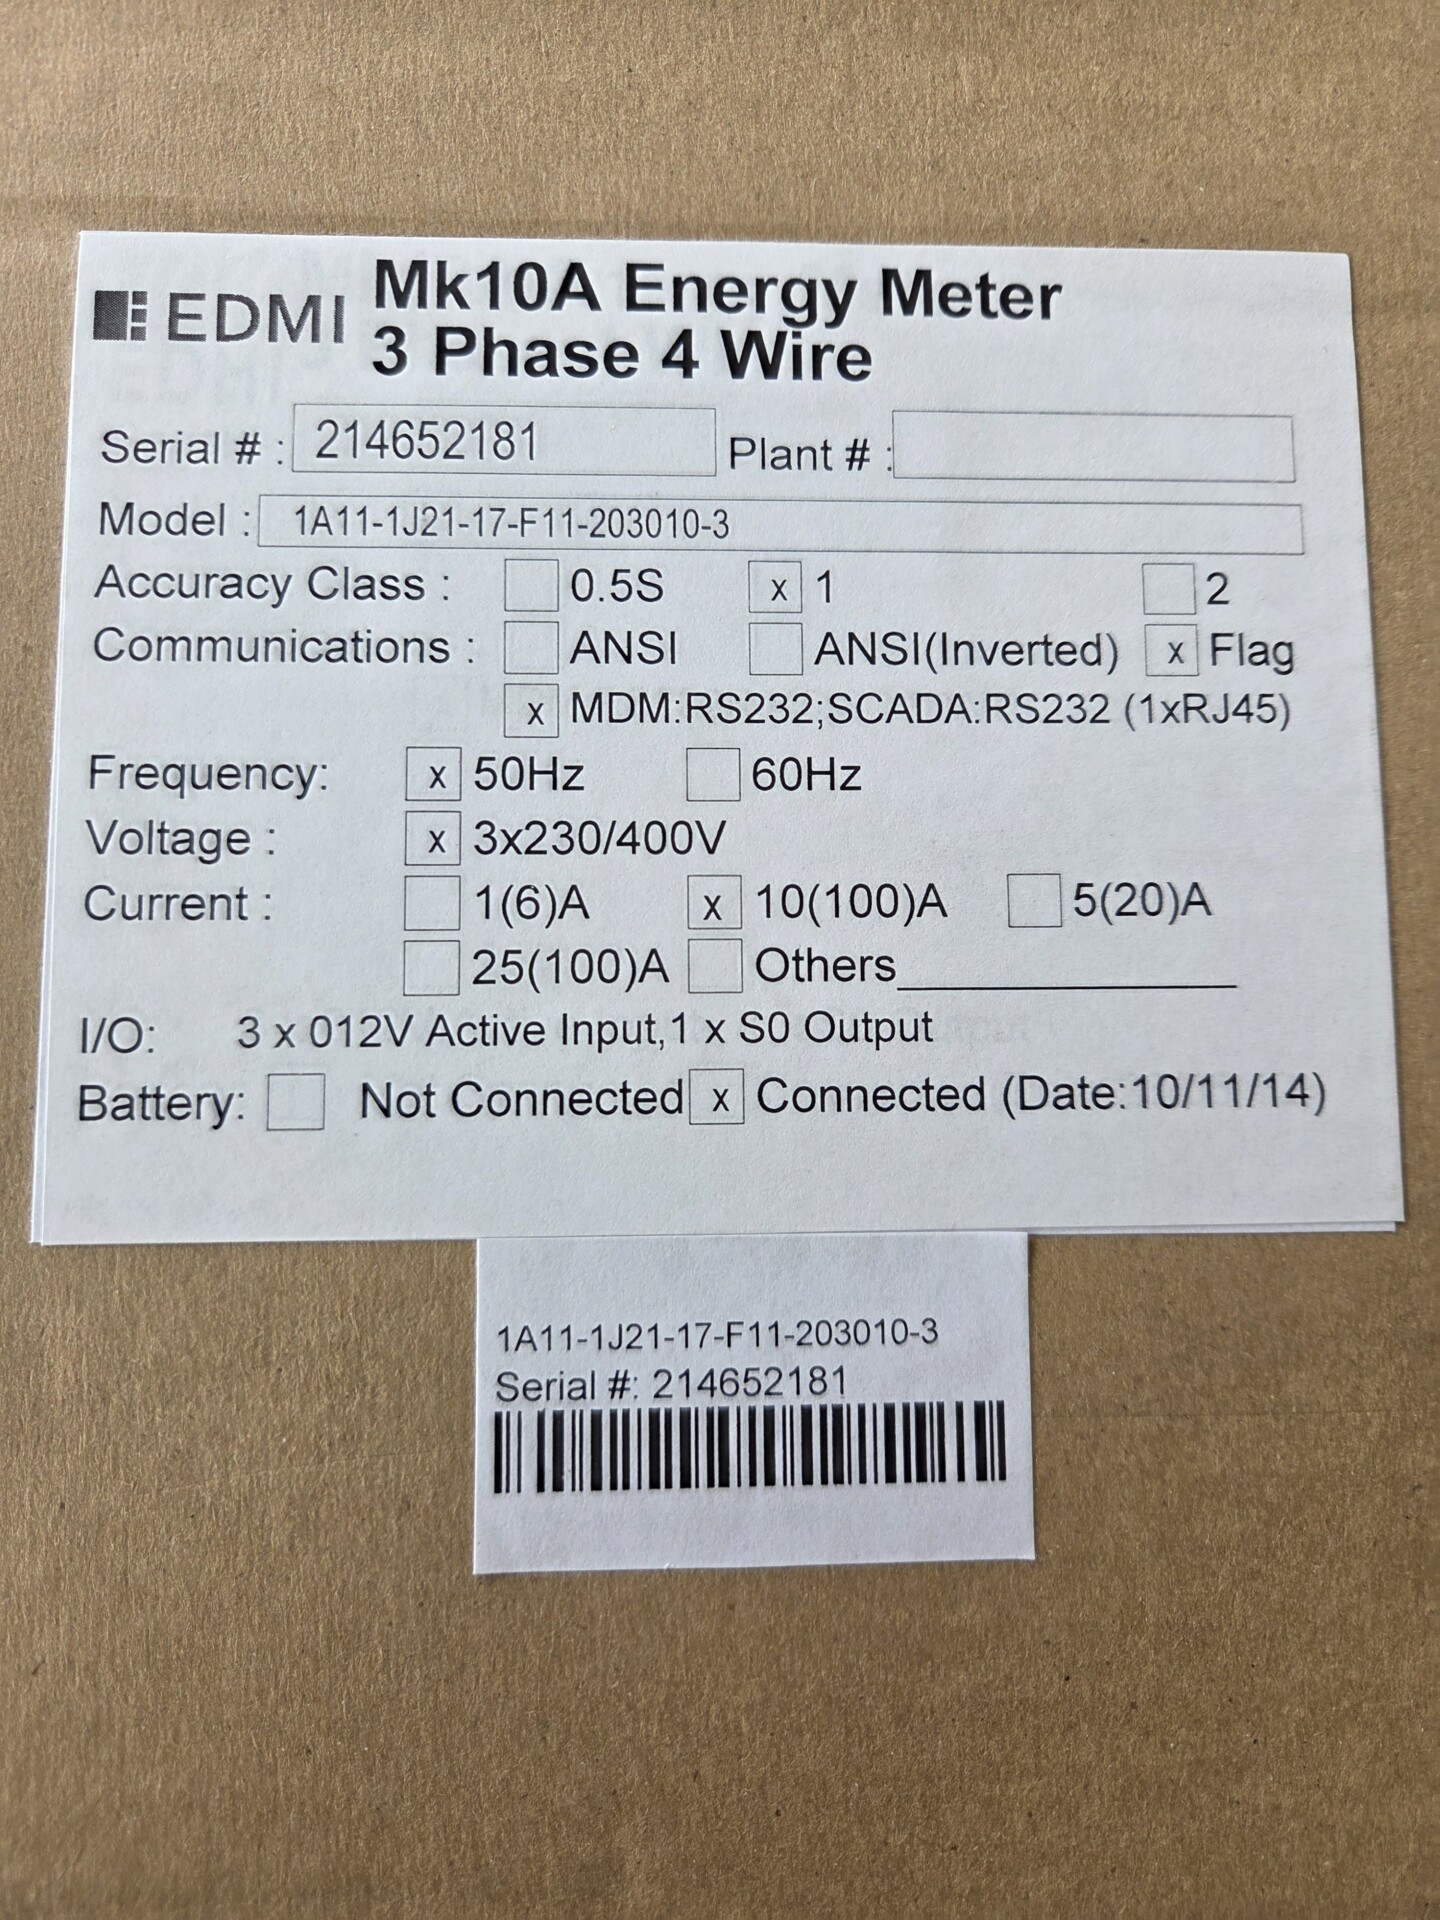 EDMI
Mk10A Energy Meter
3 Phase 4 Wire
Serial # : 214652181 Plant # :
Model : 1A11-1J21-17-F11-203010-3
Accuracy Class : 0.5S x 1 2
Communications : ANSI ANSI(Inverted) x Flag
x MDM:RS232;SCADA:RS232 (1xRJ45)
Frequency: x 50Hz 60Hz
Voltage : x 3x230/400V
Current : 1(6)A x 10(100)A 5(20)A
25(100)A Others
I/O: 3 x 012V Active Input,1 x S0 Output
Battery: Not Connected x Connected (Date:10/11/14)
1A11-1J21-17-F11-203010-3
Serial #: 214652181